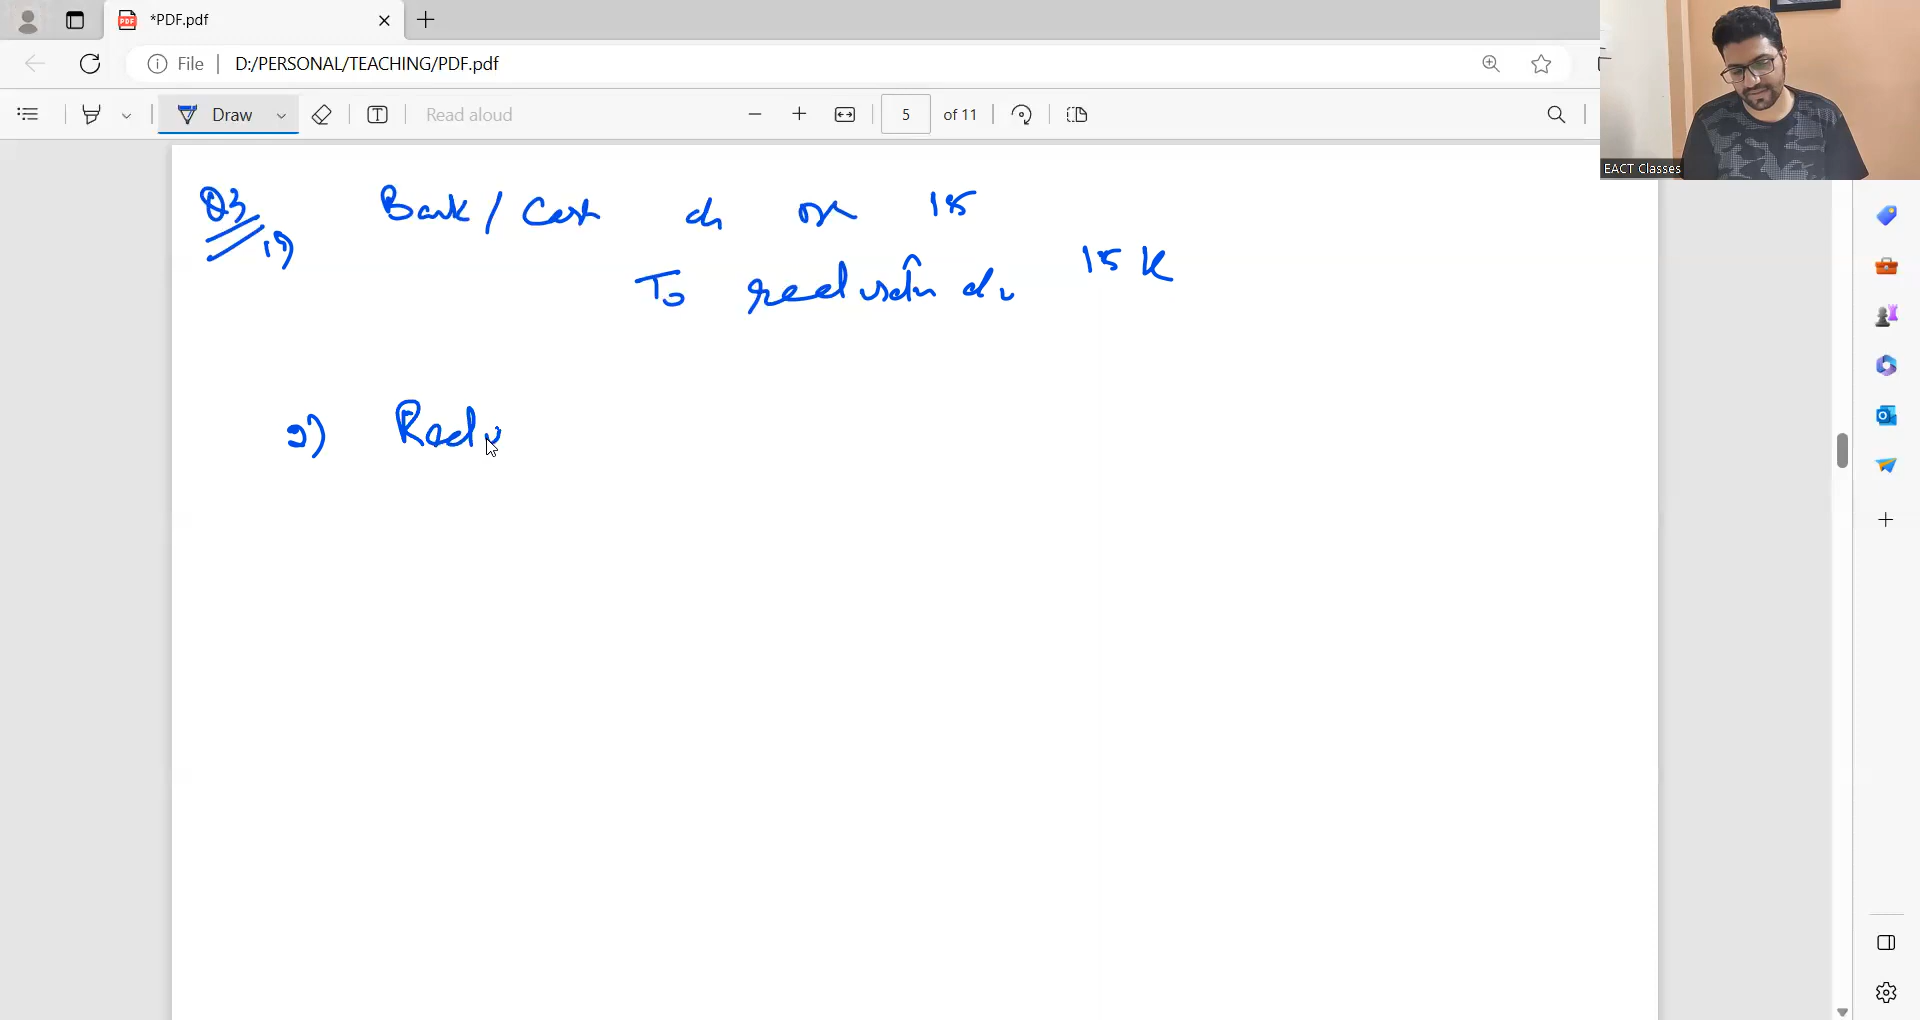 *PDF.pdf
File D:/PERSONAL/TEACHING/PDF.pdf
Draw Read aloud 5 of 11
EACT Classes
Q3 Bank / Cash 15
1)
To 15 K
2)